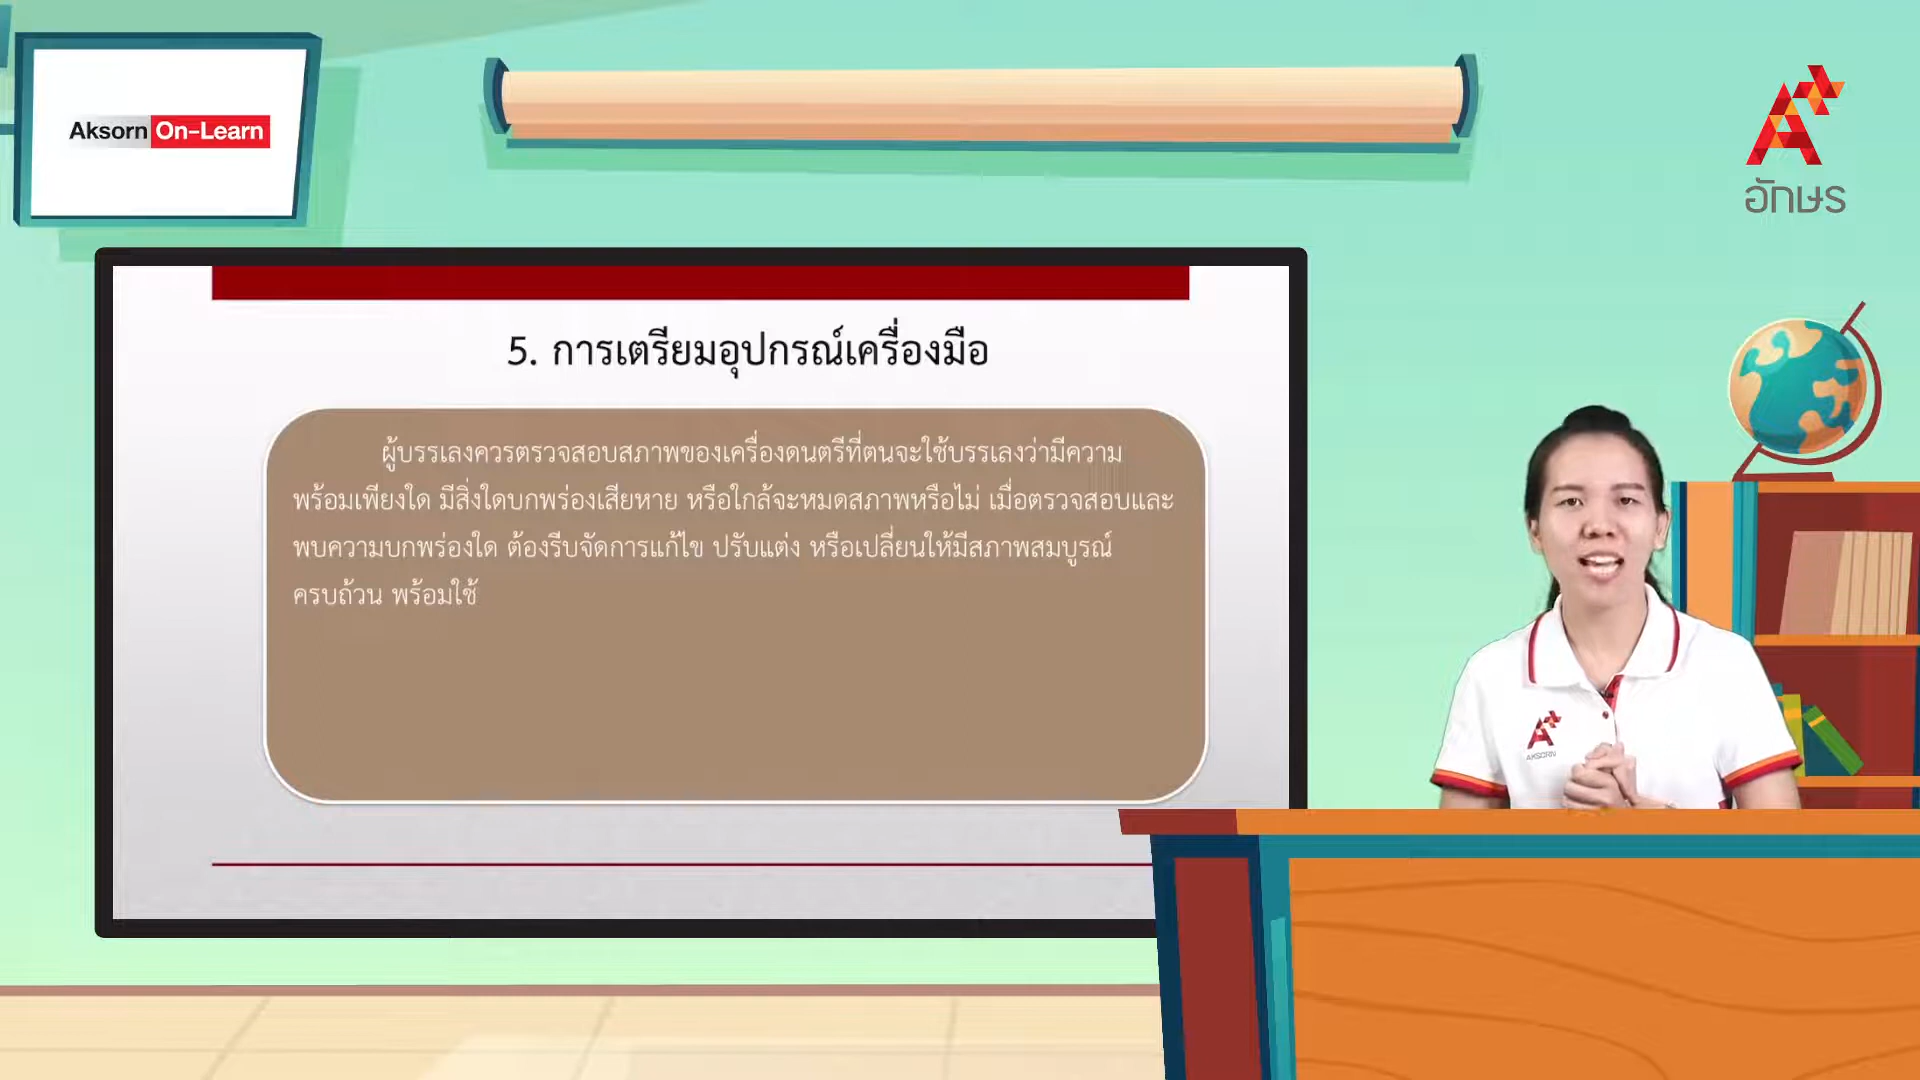 Aksorn On-Learn
อักษร
5. การเตรียมอุปกรณ์เครื่องมือ
ผู้บรรเลงควรตรวจสอบสภาพของเครื่องดนตรีที่ตนจะใช้บรรเลงว่ามีความ
พร้อมเพียงใด มีสิ่งใดบกพร่องเสียหาย หรือใกล้จะหมดสภาพหรือไม่ เมื่อตรวจสอบและ
พบความบกพร่องใด ต้องรีบจัดการแก้ไข ปรับแต่ง หรือเปลี่ยนให้มีสภาพสมบูรณ์
ครบถ้วน พร้อมใช้
AKSORN